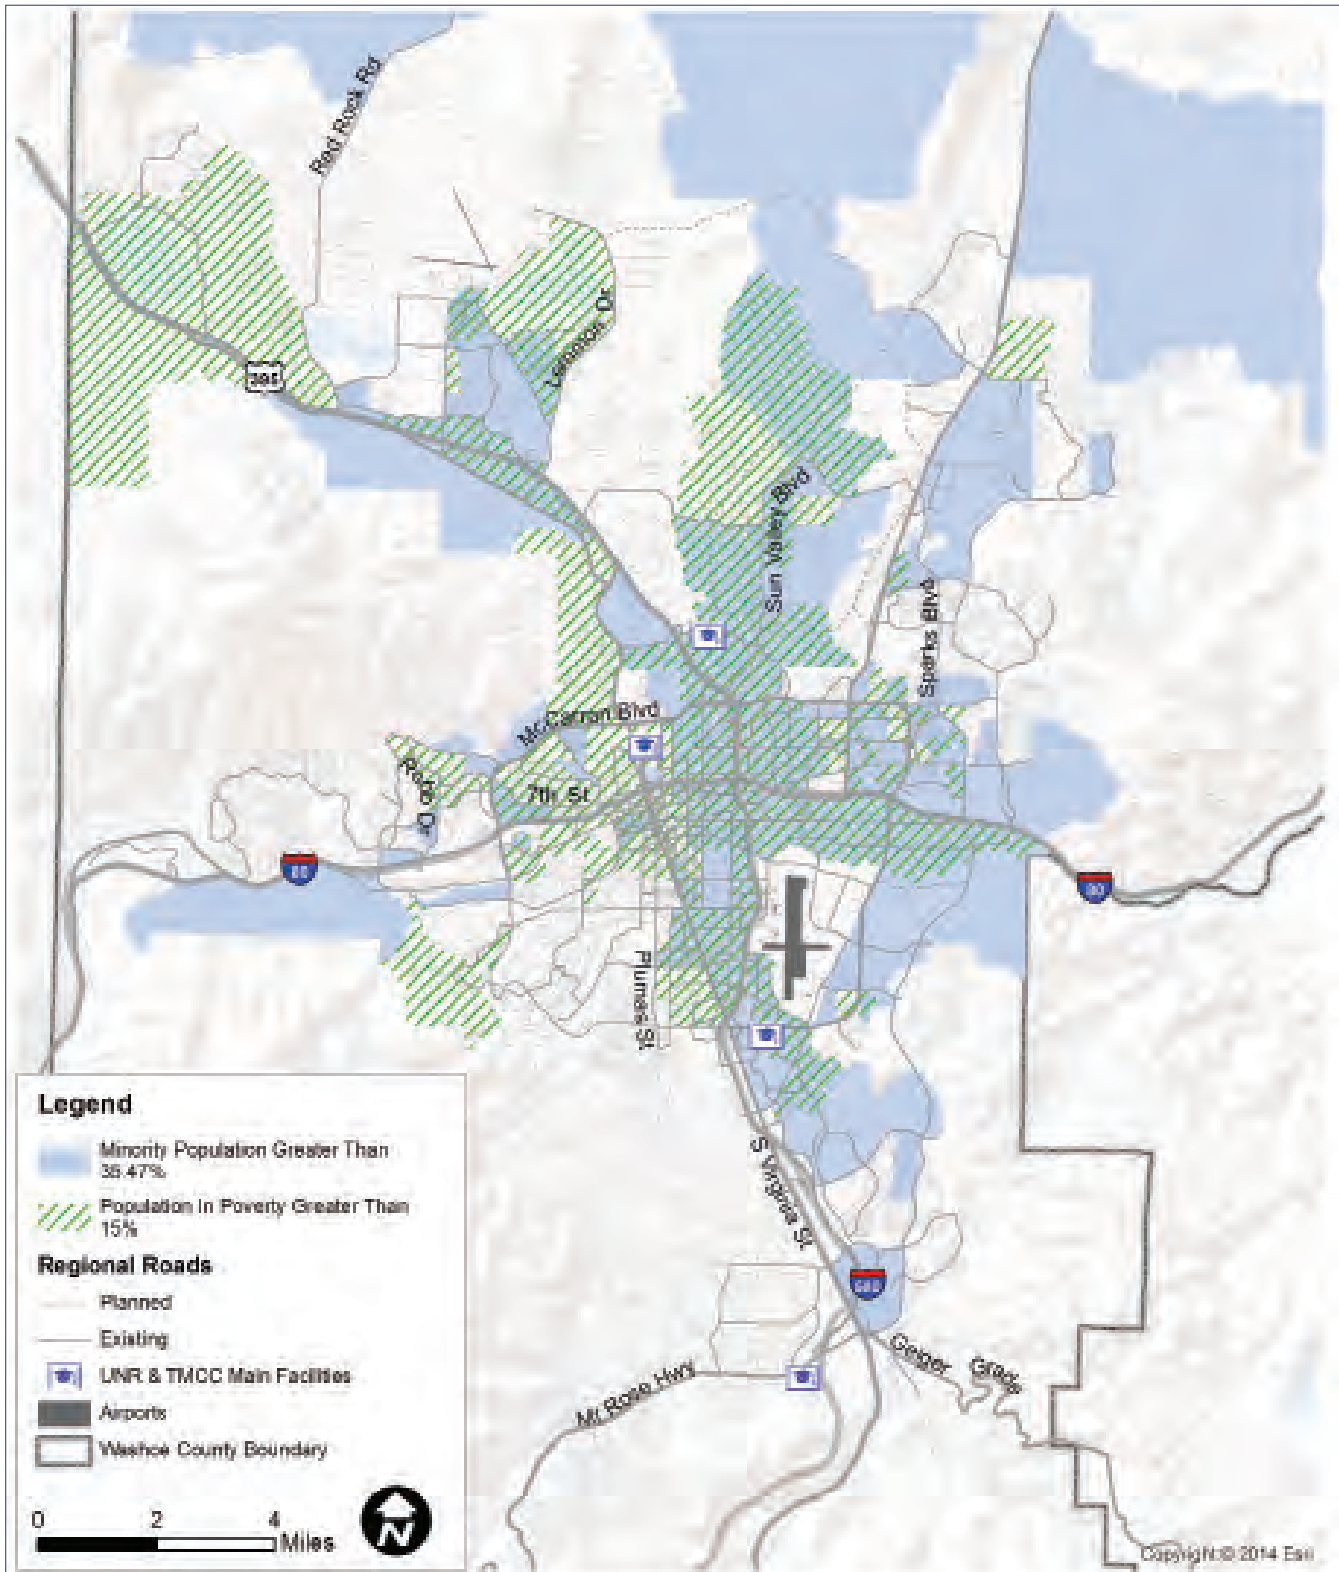 Red Rock Rd
395
Lemmon Dr
Sun Valley Blvd
Sparks Blvd
McCarran Blvd
7th St
80
80
Plumas St
S Virginia St
Geiger Grade
Mt Rose Hwy
Legend
Minority Population Greater Than
35.47%
Population In Poverty Greater Than
15%
Regional Roads
Planned
Existing
UNR & TMCC Main Facilities
Airports
Washoe County Boundary
0 2 4
Miles
N
Copyright:© 2014 Esri